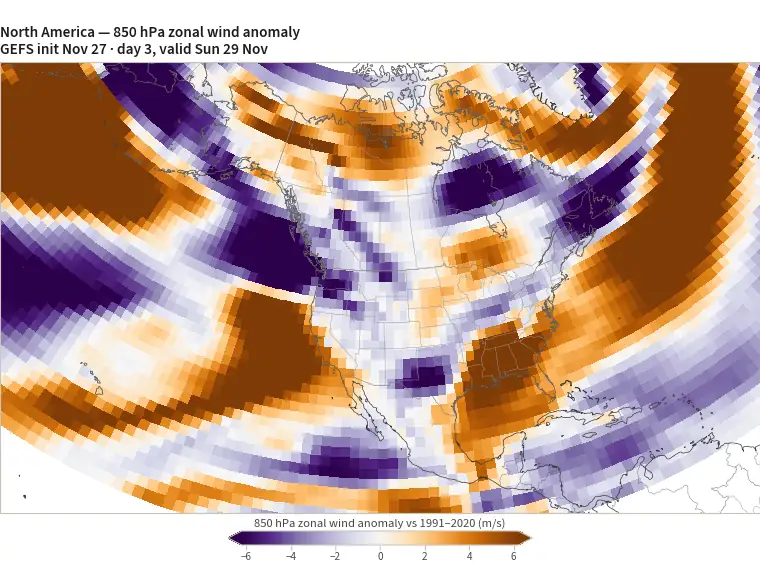 North America — 850 hPa zonal wind anomaly
GEFS init Nov 27 · day 3, valid Sun 29 Nov
850 hPa zonal wind anomaly vs 1991–2020 (m/s)
−6 −4 −2 0 2 4 6